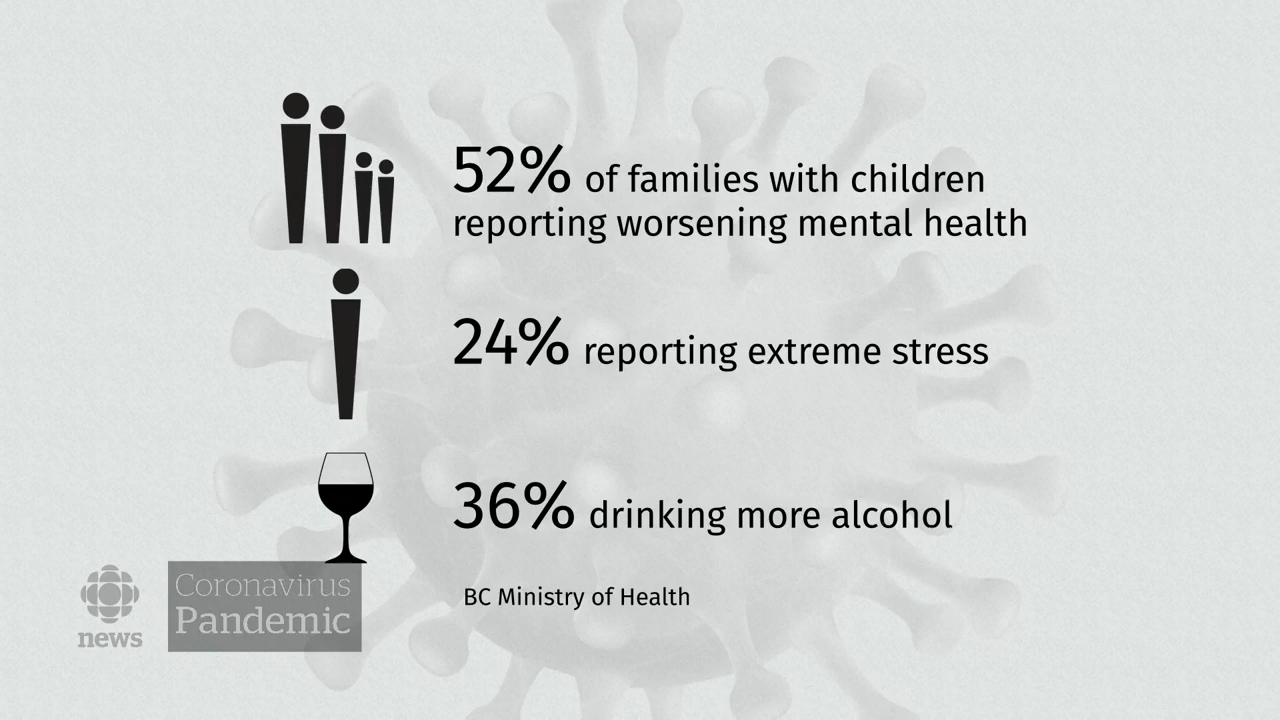 52% of families with children
reporting worsening mental health
24% reporting extreme stress
36% drinking more alcohol
BC Ministry of Health
Coronavirus
Pandemic
news